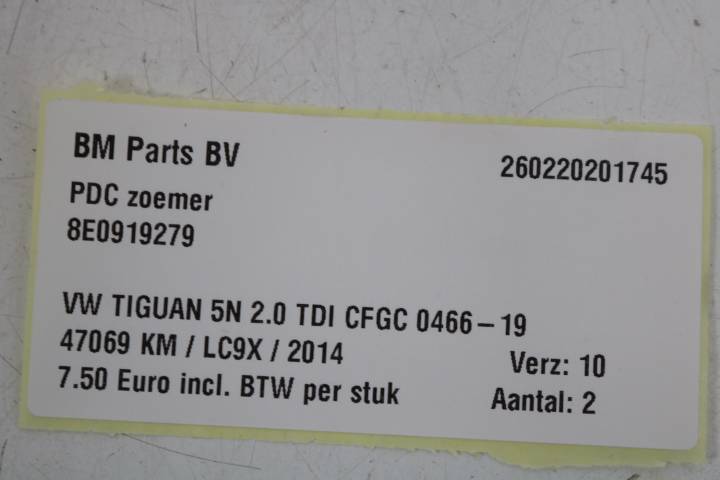 BM Parts BV 260220201745
PDC zoemer
8E0919279
VW TIGUAN 5N 2.0 TDI CFGC 0466-19
47069 KM / LC9X / 2014 Verz: 10
7.50 Euro incl. BTW per stuk Aantal: 2